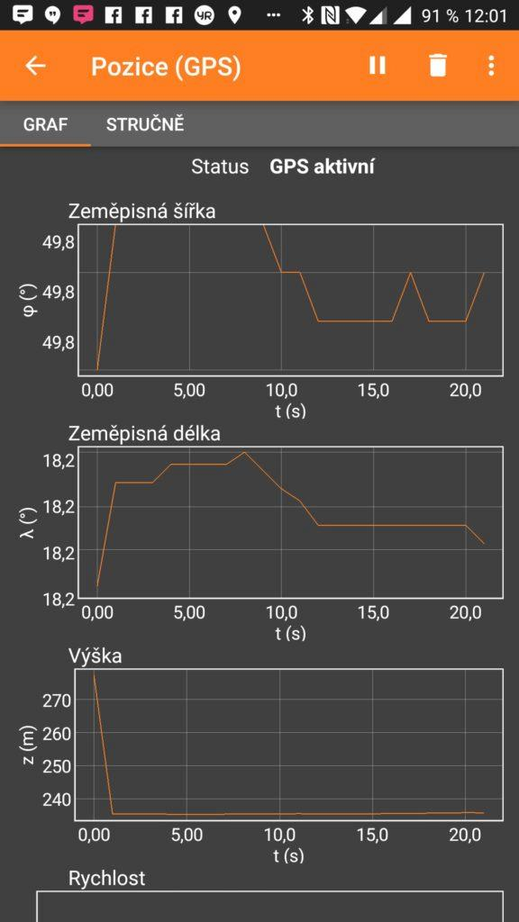 91 % 12:01
Pozice (GPS)
GRAF STRUČNĚ
Status GPS aktivní
Zeměpisná šířka
49,8
49,8
49,8
φ (°)
0,00 5,00 10,0 15,0 20,0
t (s)
Zeměpisná délka
18,2
18,2
18,2
18,2
λ (°)
0,00 5,00 10,0 15,0 20,0
t (s)
Výška
270
260
250
240
z (m)
0,00 5,00 10,0 15,0 20,0
t (s)
Rychlost